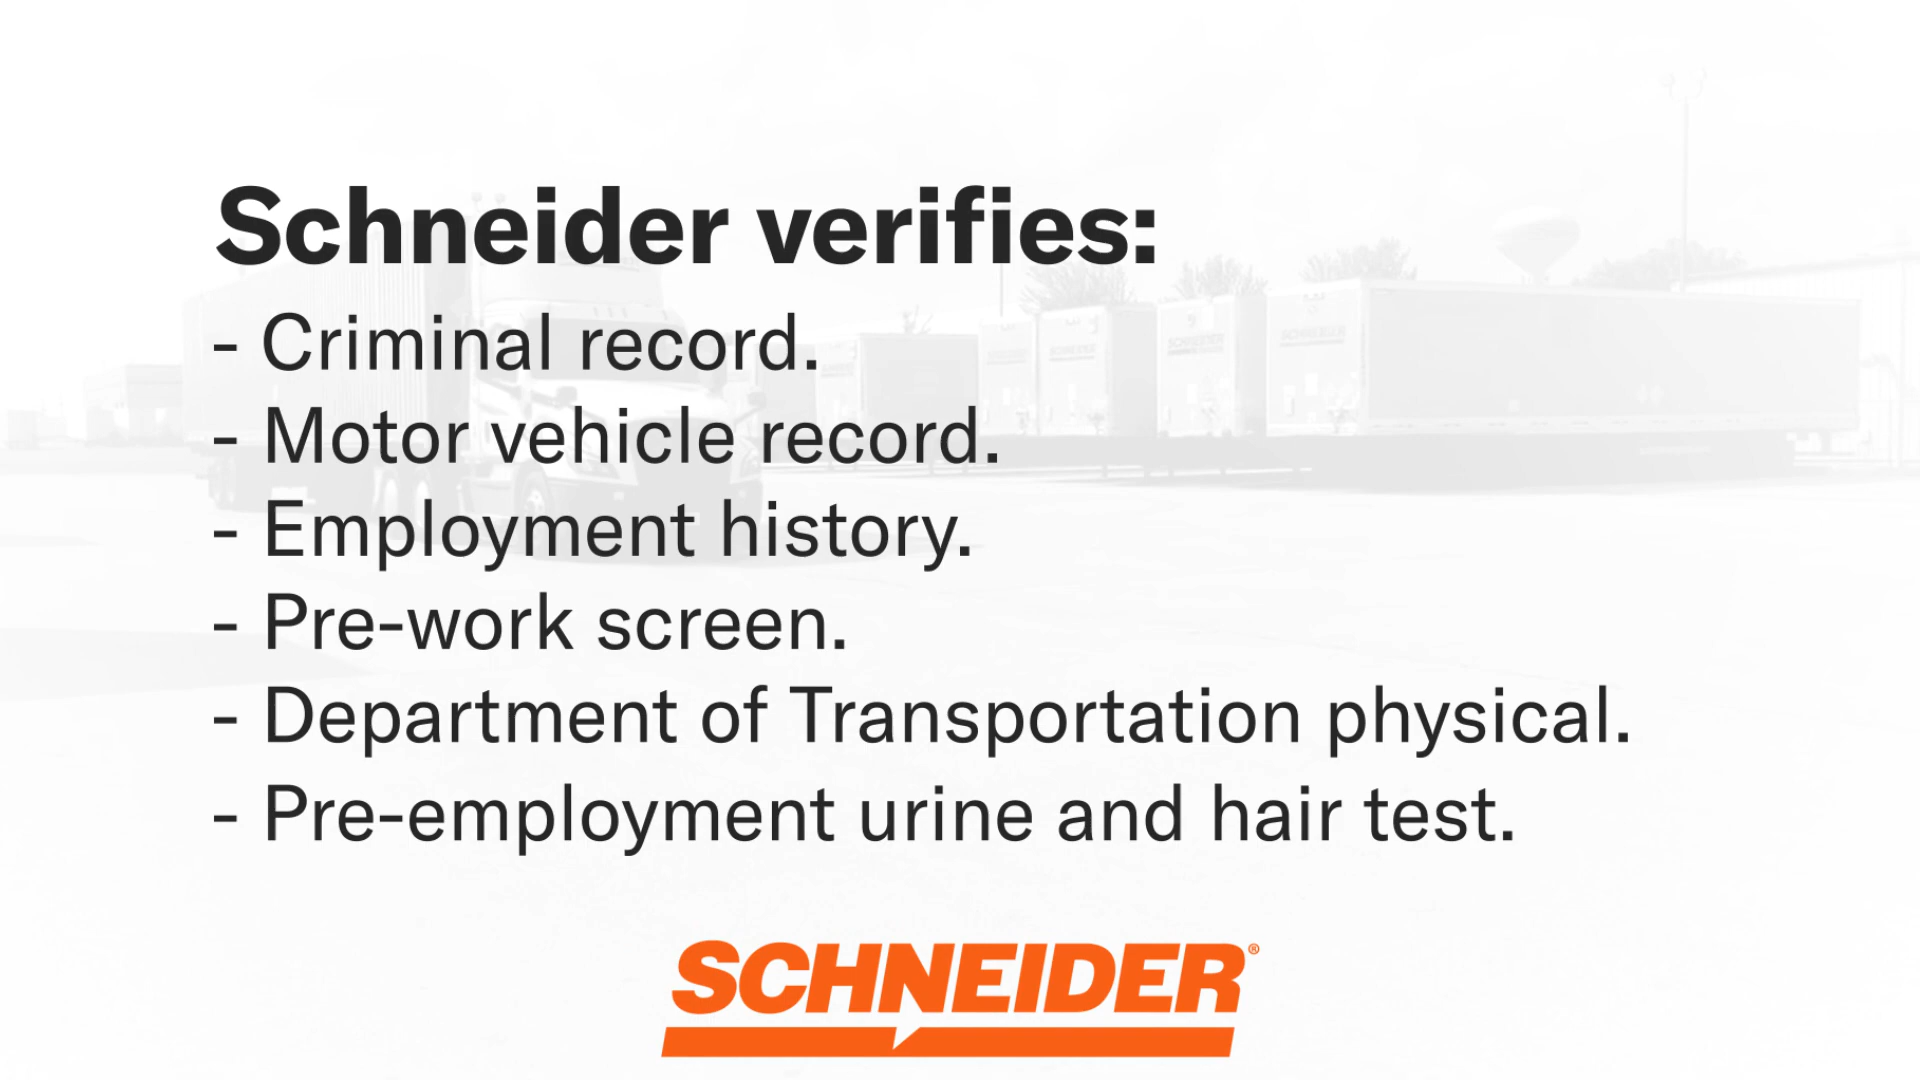 Schneider verifies:
- Criminal record.
- Motor vehicle record.
- Employment history.
- Pre-work screen.
- Department of Transportation physical.
- Pre-employment urine and hair test.
SCHNEIDER®